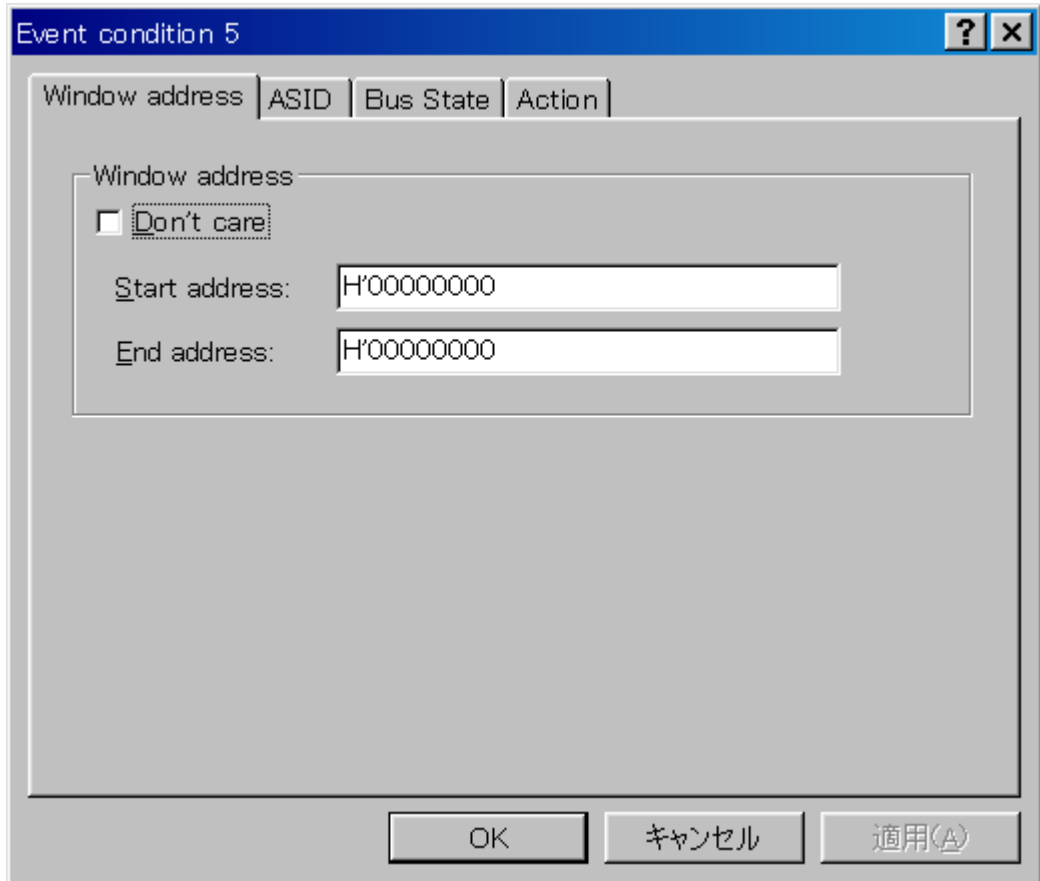 Event condition 5
Window address ASID Bus State Action
Window address
Don't care
Start address: H'00000000
End address: H'00000000
OK キャンセル 適用(A)